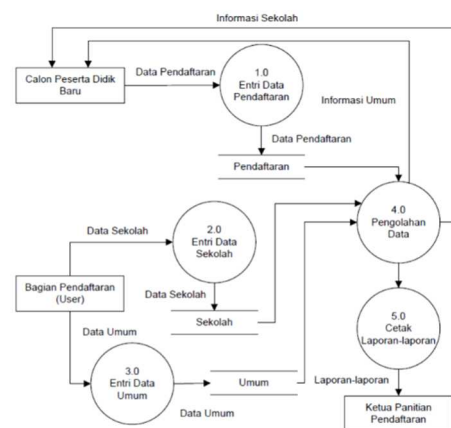 Informasi Sekolah
Calon Peserta Didik
Baru
Data Pendaftaran
1.0
Entri Data
Pendaftaran
Informasi Umum
Data Pendaftaran
Pendaftaran
4.0
Pengolahan
Data
2.0
Entri Data
Sekolah
Data Sekolah
Bagian Pendaftaran
(User)
Data Sekolah
Sekolah
5.0
Cetak
Laporan-laporan
Data Umum
3.0
Entri Data
Umum
Umum
Data Umum
Laporan-laporan
Ketua Panitian
Pendaftaran